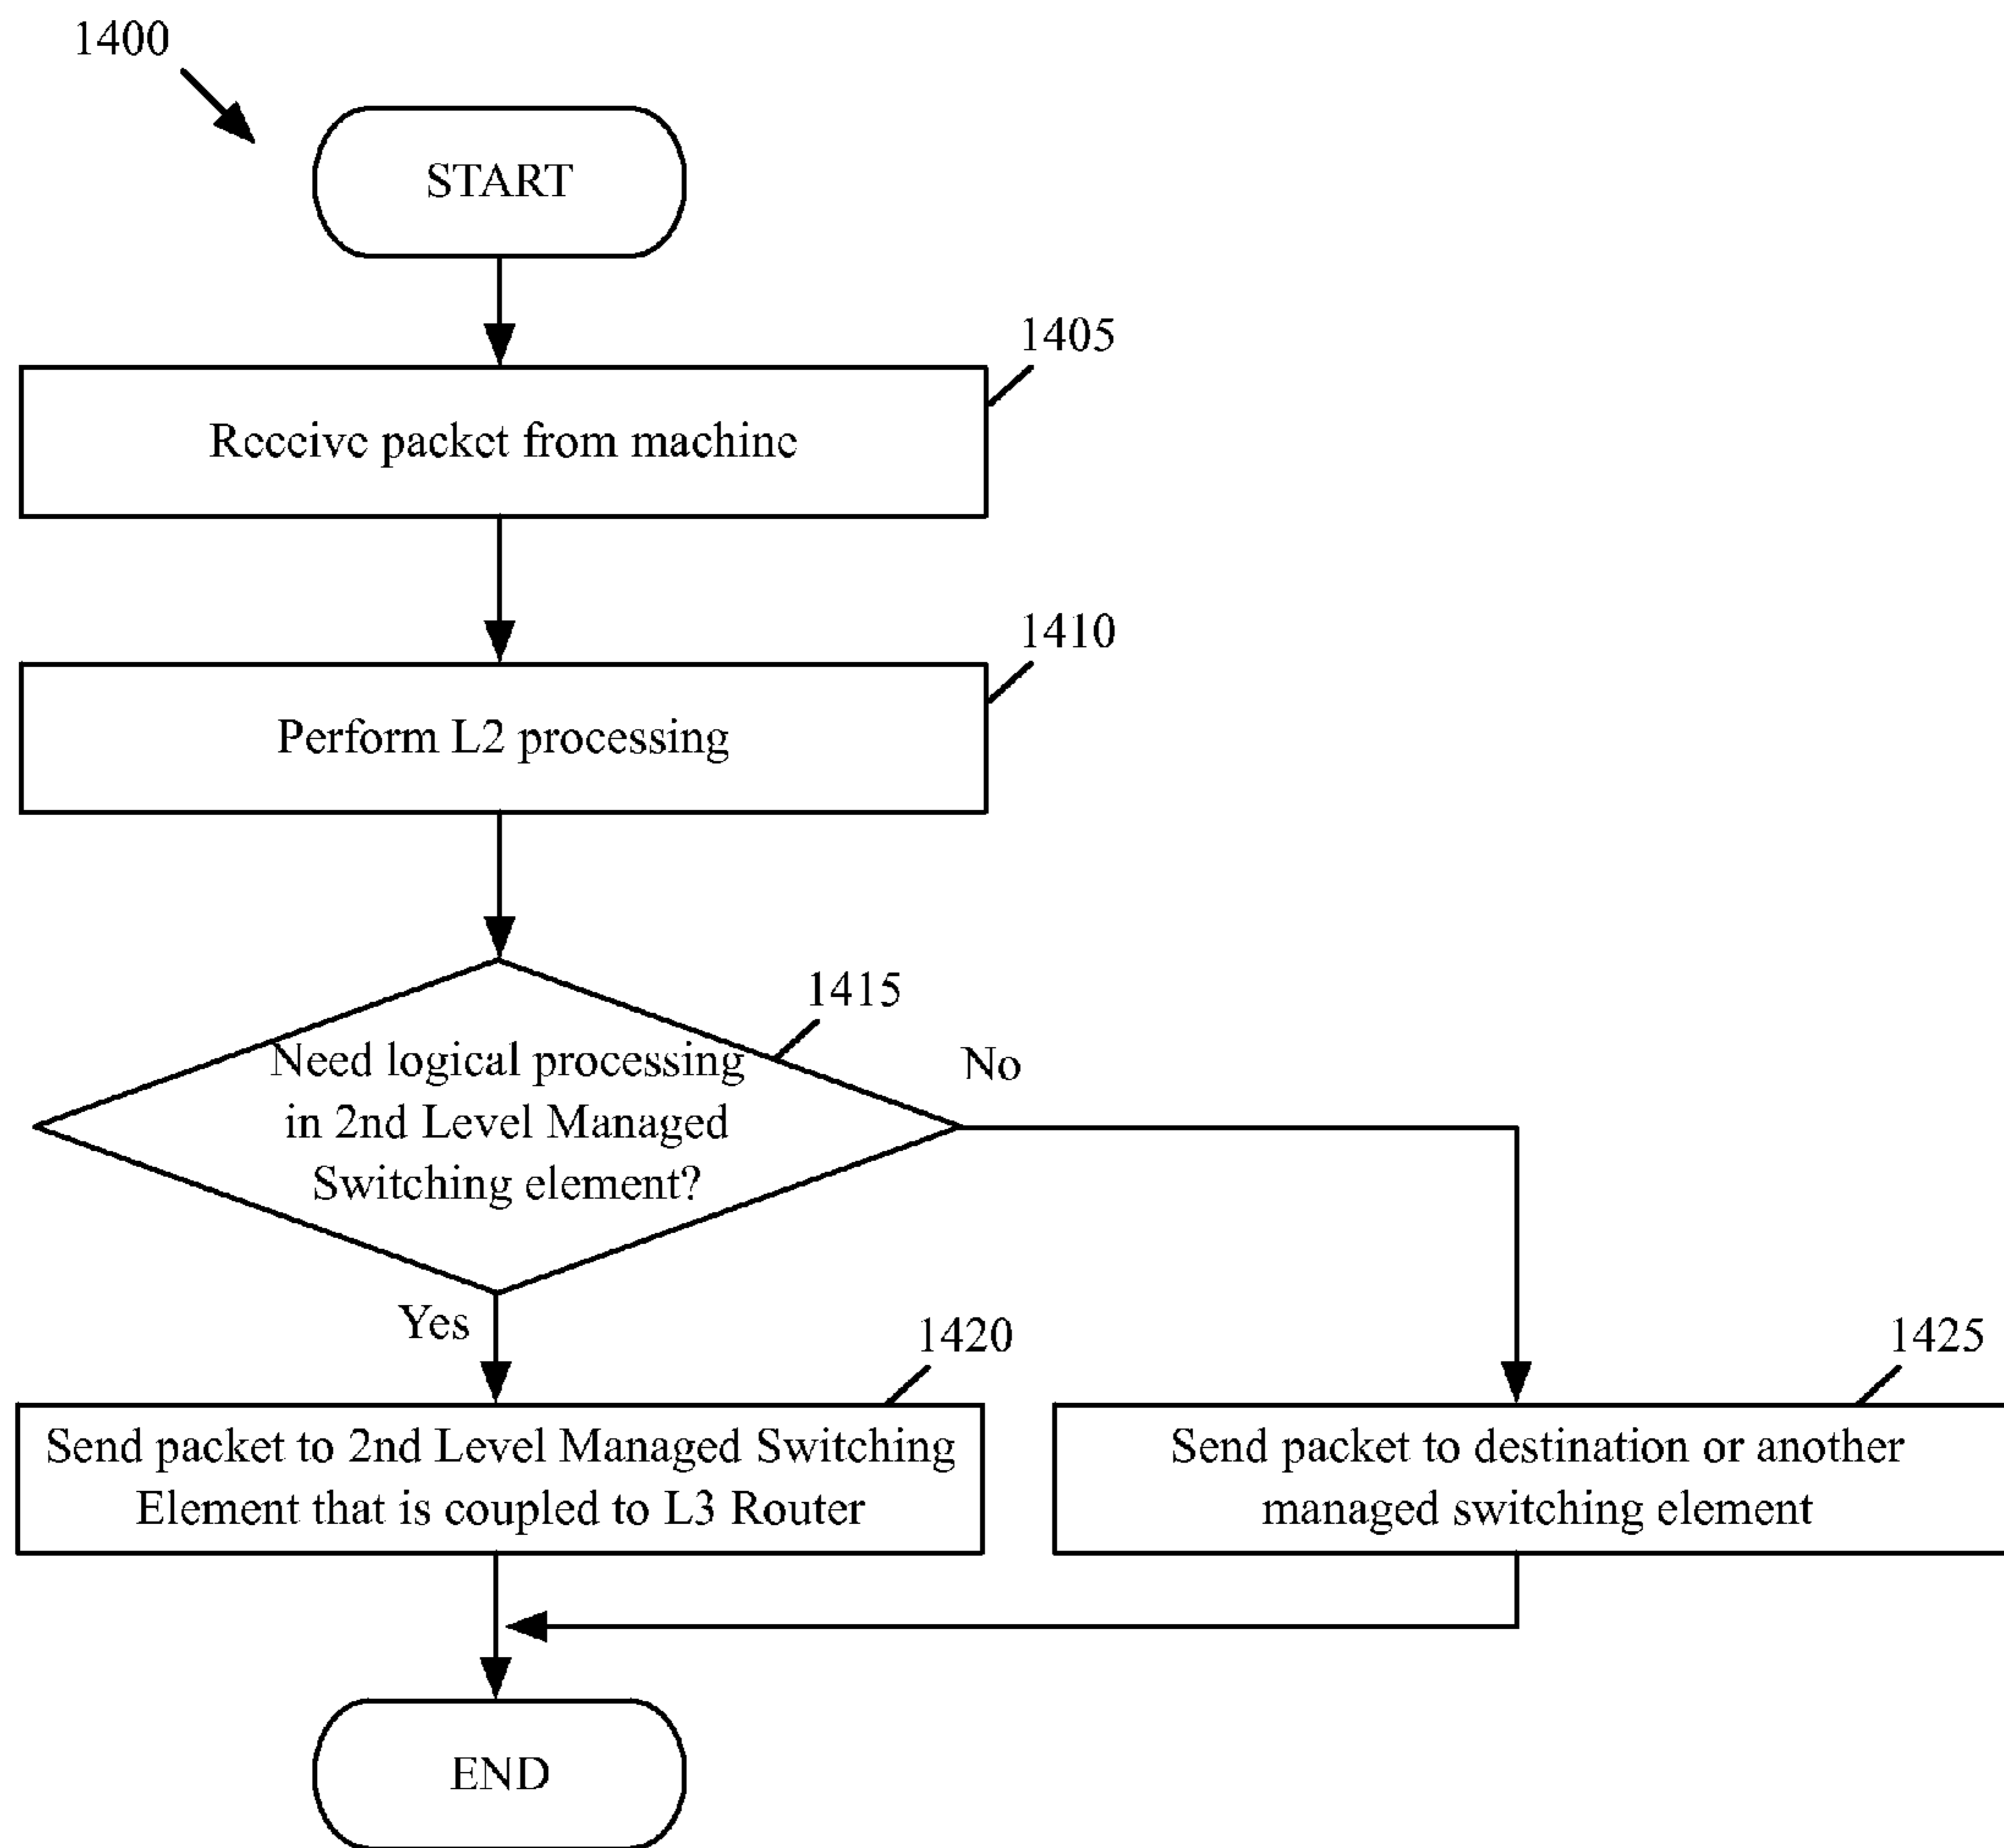 1400
START
1405
Receive packet from machine
1410
Perform L2 processing
1415
Need logical processing
in 2nd Level Managed
Switching element?
No
Yes
1420
Send packet to 2nd Level Managed Switching
Element that is coupled to L3 Router
1425
Send packet to destination or another
managed switching element
END